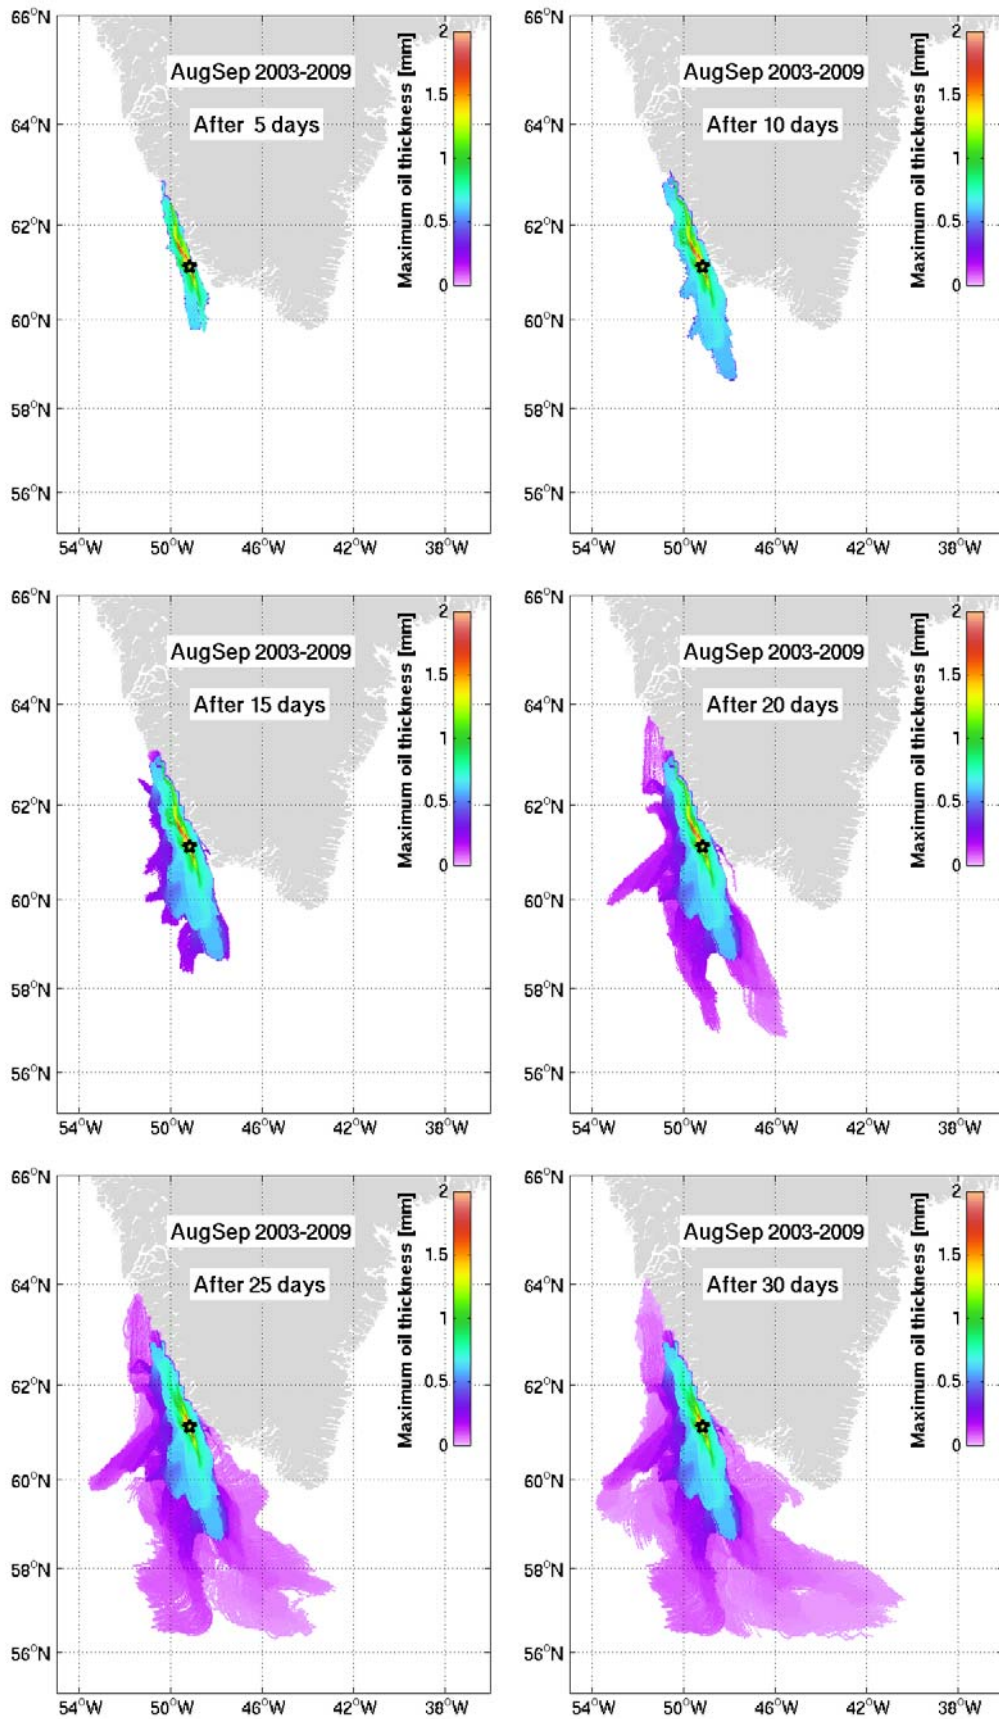 66°N
64°N
62°N
60°N
58°N
56°N
54°W 50°W 46°W 42°W 38°W
AugSep 2003-2009
After 5 days
Maximum oil thickness [mm]
2
1.5
1
0.5
0
66°N
64°N
62°N
60°N
58°N
56°N
54°W 50°W 46°W 42°W 38°W
AugSep 2003-2009
After 10 days
Maximum oil thickness [mm]
2
1.5
1
0.5
0
66°N
64°N
62°N
60°N
58°N
56°N
54°W 50°W 46°W 42°W 38°W
AugSep 2003-2009
After 15 days
Maximum oil thickness [mm]
2
1.5
1
0.5
0
66°N
64°N
62°N
60°N
58°N
56°N
54°W 50°W 46°W 42°W 38°W
AugSep 2003-2009
After 20 days
Maximum oil thickness [mm]
2
1.5
1
0.5
0
66°N
64°N
62°N
60°N
58°N
56°N
54°W 50°W 46°W 42°W 38°W
AugSep 2003-2009
After 25 days
Maximum oil thickness [mm]
2
1.5
1
0.5
0
66°N
64°N
62°N
60°N
58°N
56°N
54°W 50°W 46°W 42°W 38°W
AugSep 2003-2009
After 30 days
Maximum oil thickness [mm]
2
1.5
1
0.5
0